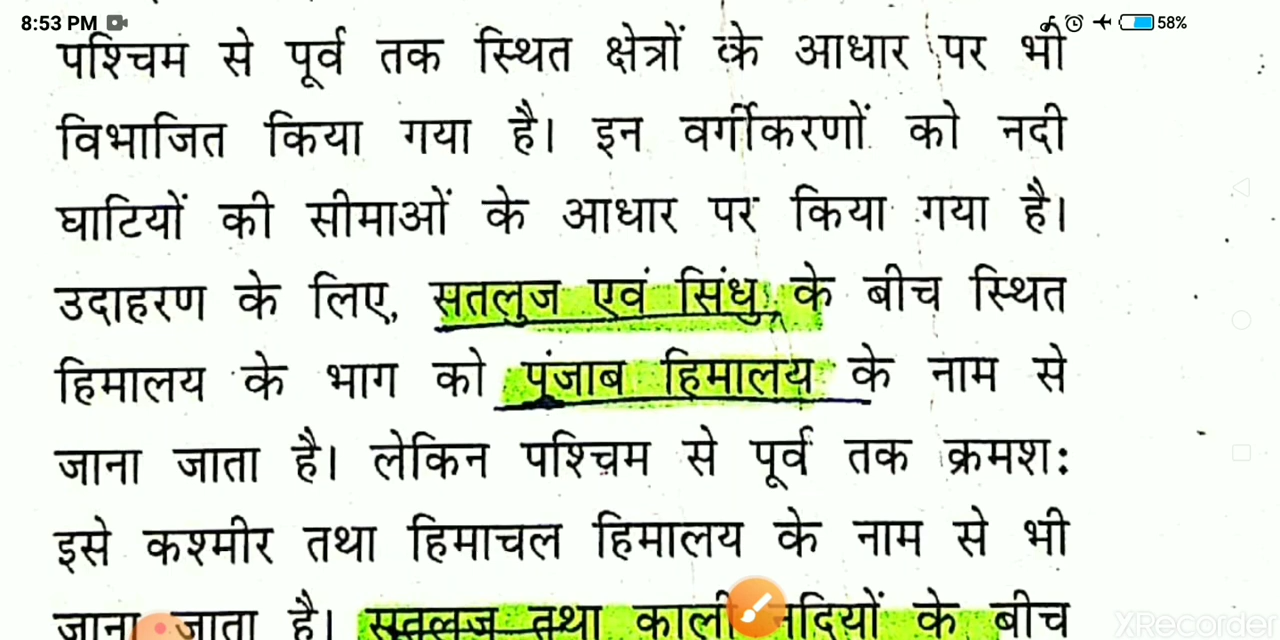 8:53 PM
58%
पश्चिम से पूर्व तक स्थित क्षेत्रों के आधार पर भी
विभाजित किया गया है। इन वर्गीकरणों को नदी
घाटियों की सीमाओं के आधार पर किया गया है।
उदाहरण के लिए, सतलुज एवं सिंधु के बीच स्थित
हिमालय के भाग को पंजाब हिमालय के नाम से
जाना जाता है। लेकिन पश्चिम से पूर्व तक क्रमशः
इसे कश्मीर तथा हिमाचल हिमालय के नाम से भी
जाना जाता है। सतलुज तथा काली नदियों के बीच
XRecorder